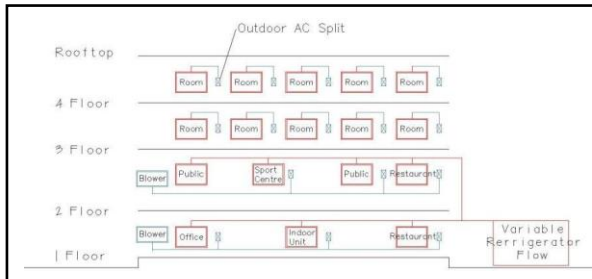 Outdoor AC Split
Rooftop
Room Room Room Room Room
4 Floor
Room Room Room Room Room
3 Floor
Blower Public Sport Centre Public Restaurant
2 Floor
Blower Office Indoor Unit Restaurant
Variable
Rerrigerator
Flow
1 Floor